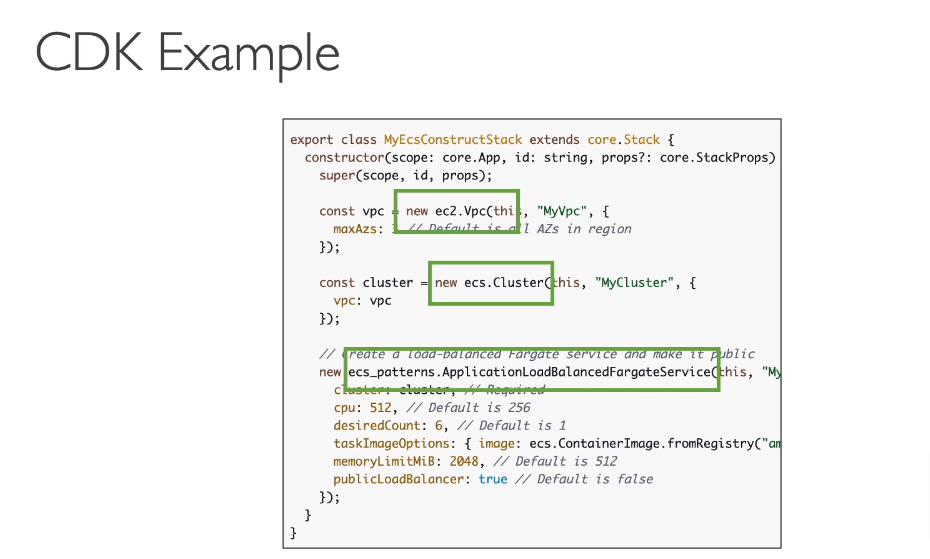 CDK Example
export class MyEcsConstructStack extends core.Stack {
constructor(scope: core.App, id: string, props?: core.StackProps)
super(scope, id, props);
const vpc = new ec2.Vpc(this, "MyVpc", {
maxAzs: 3 // Default is all AZs in region
});
const cluster = new ecs.Cluster(this, "MyCluster", {
vpc: vpc
});
// Create a load-balanced Fargate service and make it public
new ecs_patterns.ApplicationLoadBalancedFargateService(this, "My
cluster: cluster, // Required
cpu: 512, // Default is 256
desiredCount: 6, // Default is 1
taskImageOptions: { image: ecs.ContainerImage.fromRegistry("am
memoryLimitMiB: 2048, // Default is 512
publicLoadBalancer: true // Default is false
});
}
}